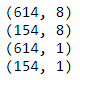 (614, 8)
(154, 8)
(614, 1)
(154, 1)